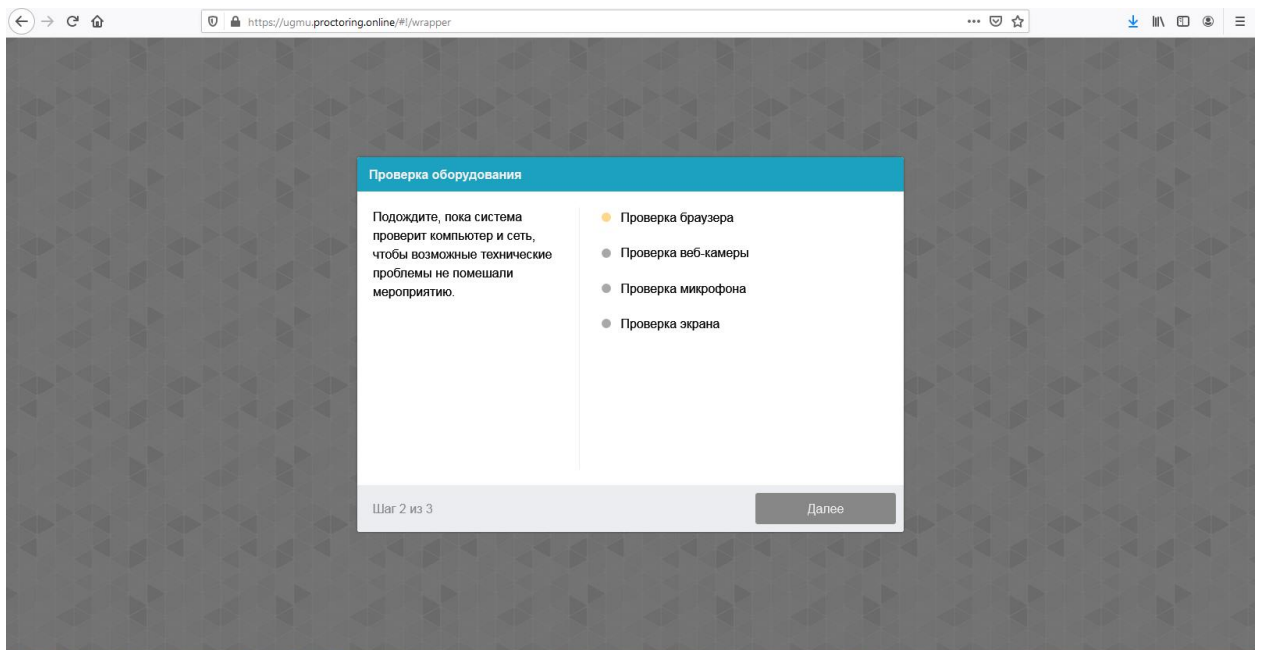 https://ugmu.proctoring.online/#!/wrapper
Проверка оборудования
Подождите, пока система
проверит компьютер и сеть,
чтобы возможные технические
проблемы не помешали
мероприятию.
Проверка браузера
Проверка веб-камеры
Проверка микрофона
Проверка экрана
Шаг 2 из 3
Далее